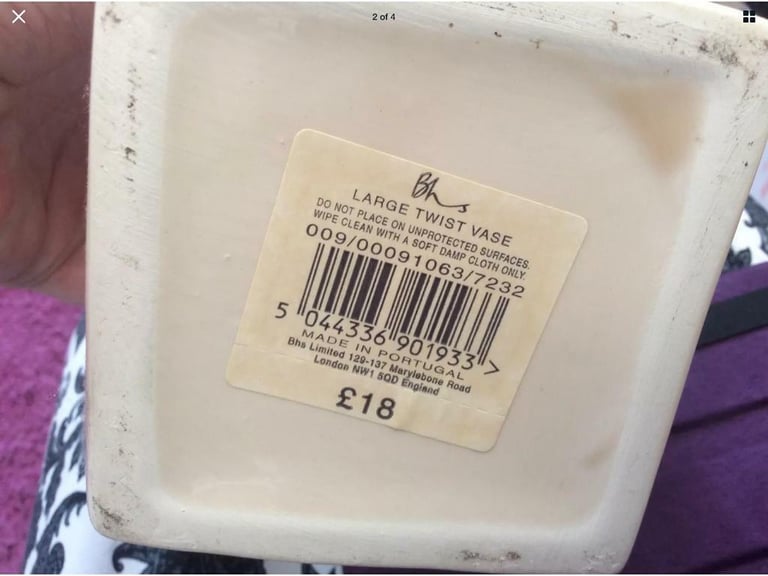 2 of 4
Bhs
LARGE TWIST VASE
DO NOT PLACE ON UNPROTECTED SURFACES.
WIPE CLEAN WITH A SOFT DAMP CLOTH ONLY.
009/00091063/7232
5 044336 901933 >
MADE IN PORTUGAL
Bhs Limited 129-137 Marylebone Road
London NW1 5QD England
£18